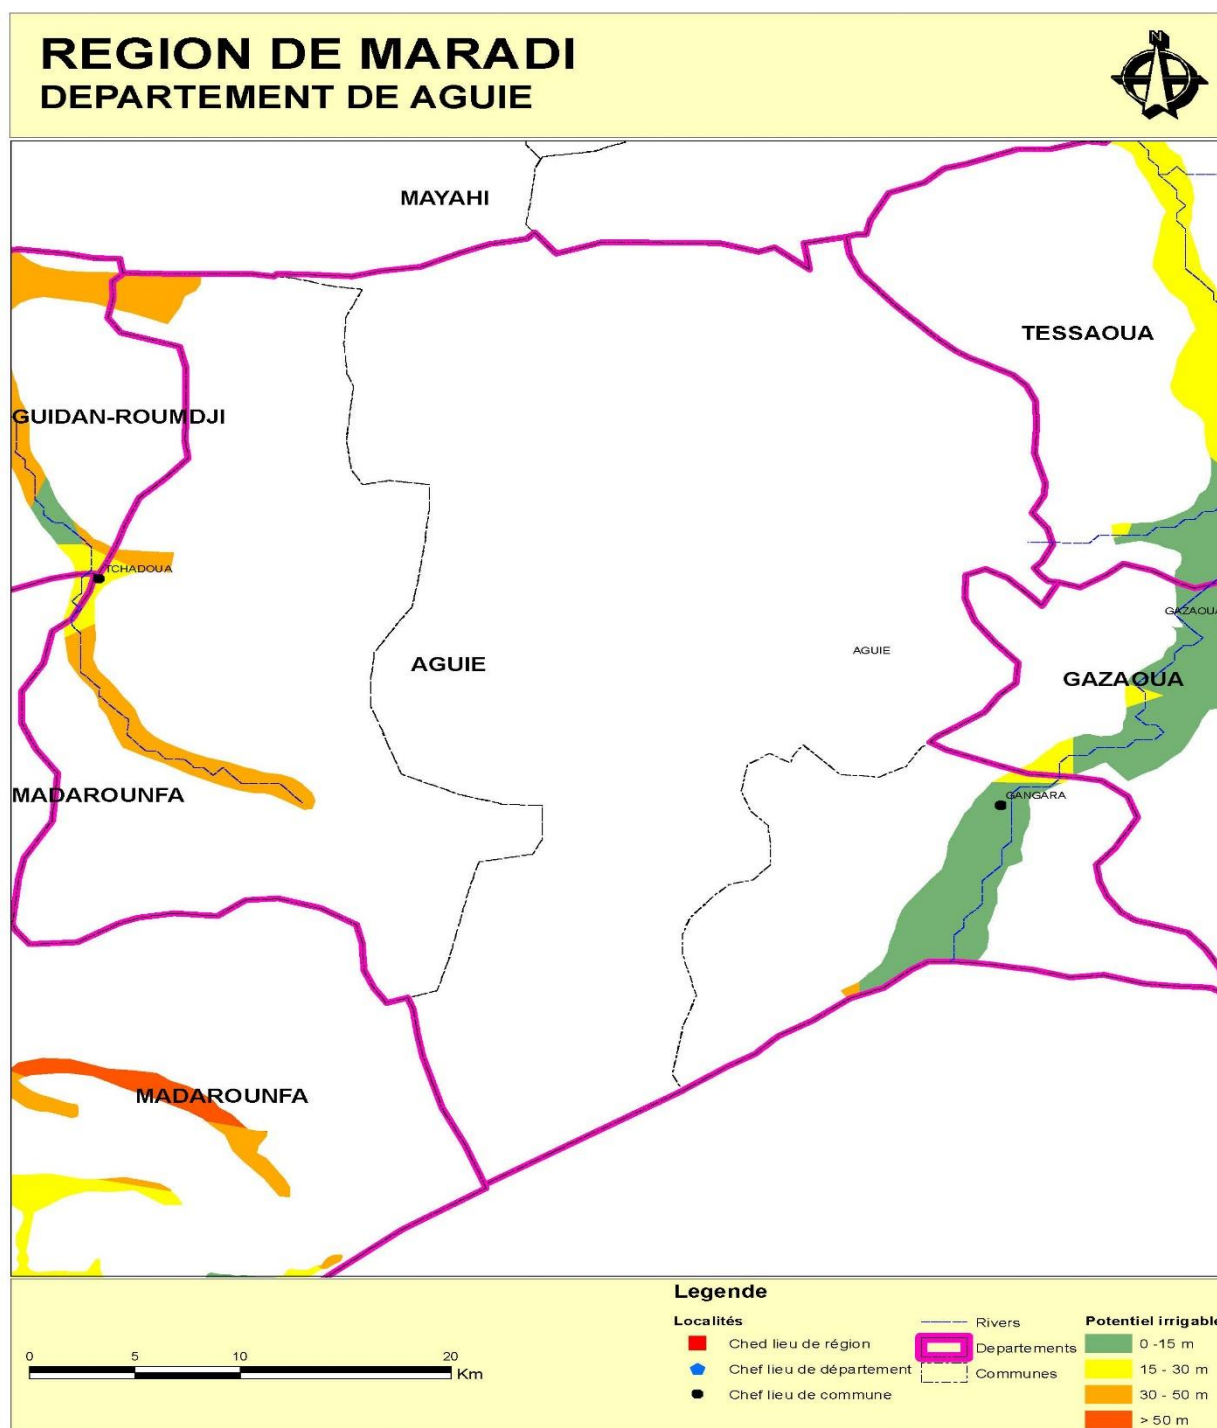 REGION DE MARADI
DEPARTEMENT DE AGUIE
N
MAYAHI
TESSAOUA
GUIDAN-ROUMDJI
TCHADOUA
GAZAOUA
AGUIE
AGUIE
GAZAOUA
MADAROUNFA
GANGARA
MADAROUNFA
Legende
Localités
Ched lieu de région
Chef lieu de département
Chef lieu de commune
Rivers
Departements
Communes
Potentiel irrigable
0 -15 m
15 - 30 m
30 - 50 m
> 50 m
0 5 10 20
Km